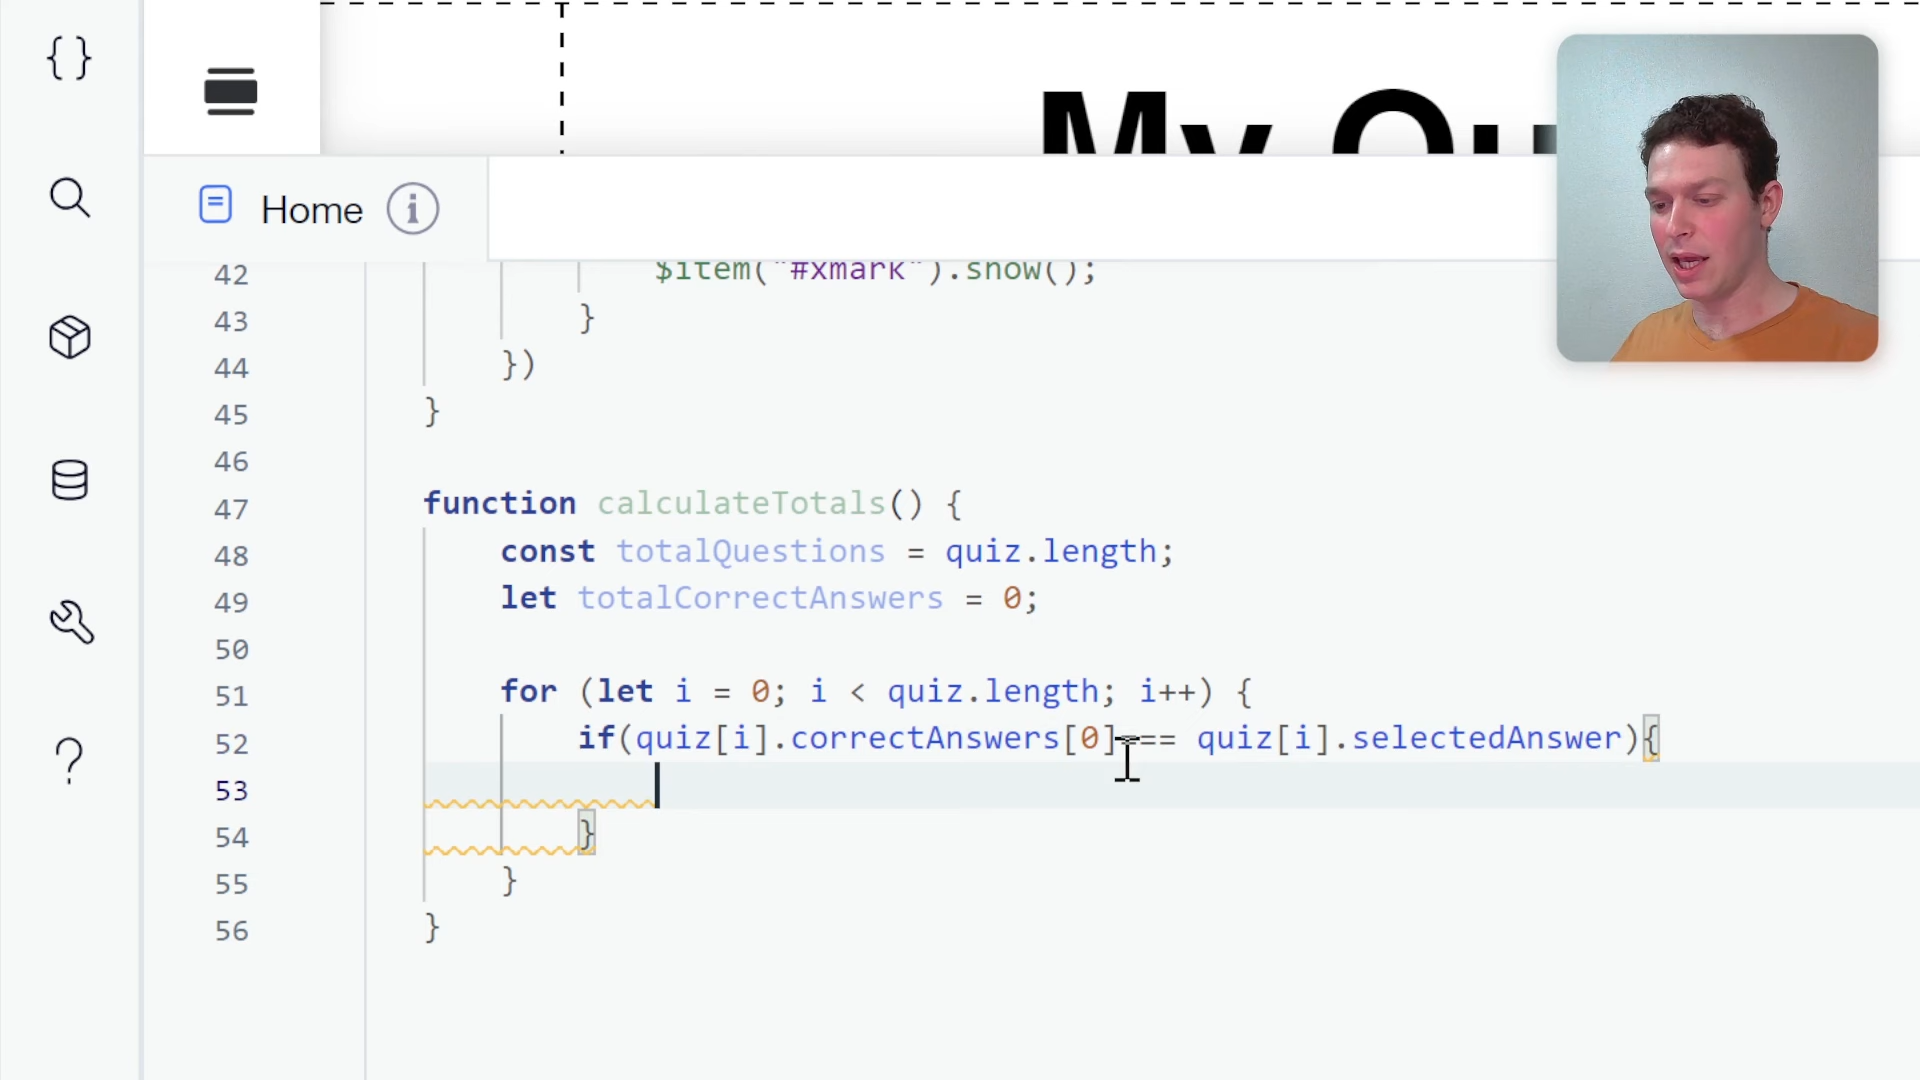 My Qu
Home
42 $item("#xmark").show();
43 }
44 })
45 }
46
47 function calculateTotals() {
48 const totalQuestions = quiz.length;
49 let totalCorrectAnswers = 0;
50
51 for (let i = 0; i < quiz.length; i++) {
52 if(quiz[i].correctAnswers[0]=== quiz[i].selectedAnswer){
53
54 }
55 }
56 }